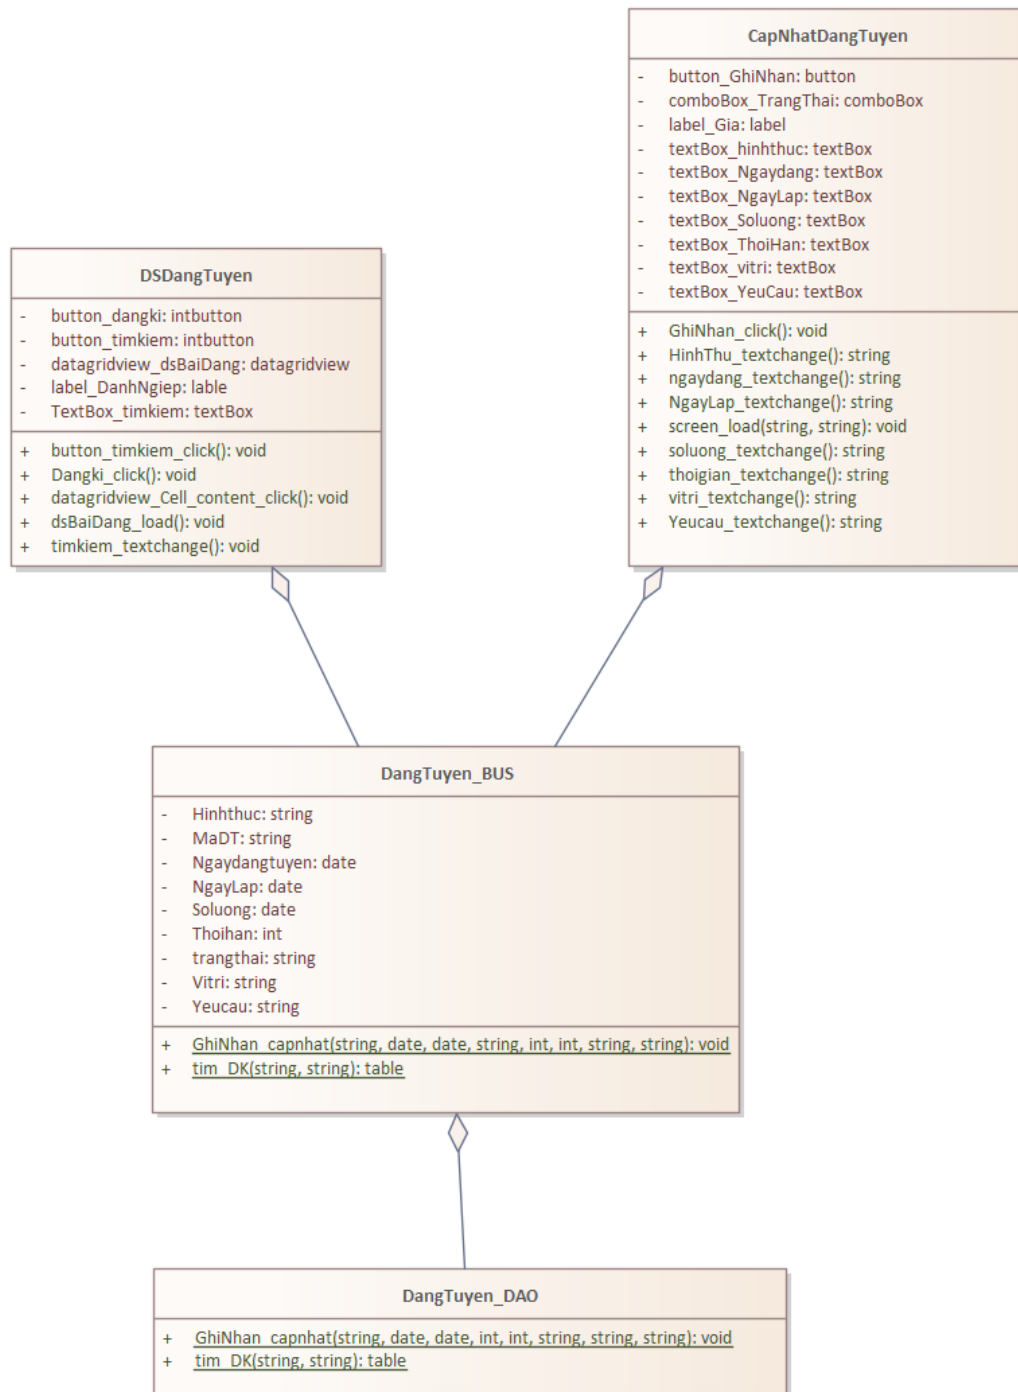 CapNhatDangTuyen
- button_GhiNhan: button
- comboBox_TrangThai: comboBox
- label_Gia: label
- textBox_hinhthuc: textBox
- textBox_Ngaydang: textBox
- textBox_NgayLap: textBox
- textBox_Soluong: textBox
- textBox_ThoiHan: textBox
- textBox_vitri: textBox
- textBox_YeuCau: textBox
+ GhiNhan_click(): void
+ HinhThu_textchange(): string
+ ngaydang_textchange(): string
+ NgayLap_textchange(): string
+ screen_load(string, string): void
+ soluong_textchange(): string
+ thoigian_textchange(): string
+ vitri_textchange(): string
+ Yeucau_textchange(): string
DSDangTuyen
- button_dangki: intbutton
- button_timkiem: intbutton
- datagridview_dsBaiDang: datagridview
- label_DanhNgiep: lable
- TextBox_timkiem: textBox
+ button_timkiem_click(): void
+ Dangki_click(): void
+ datagridview_Cell_content_click(): void
+ dsBaiDang_load(): void
+ timkiem_textchange(): void
DangTuyen_BUS
- Hinhthuc: string
- MaDT: string
- Ngaydangtuyen: date
- NgayLap: date
- Soluong: date
- Thoihan: int
- trangthai: string
- Vitri: string
- Yeucau: string
+ GhiNhan_capnhat(string, date, date, string, int, int, string, string): void
+ tim_DK(string, string): table
DangTuyen_DAO
+ GhiNhan_capnhat(string, date, date, int, int, string, string, string): void
+ tim_DK(string, string): table